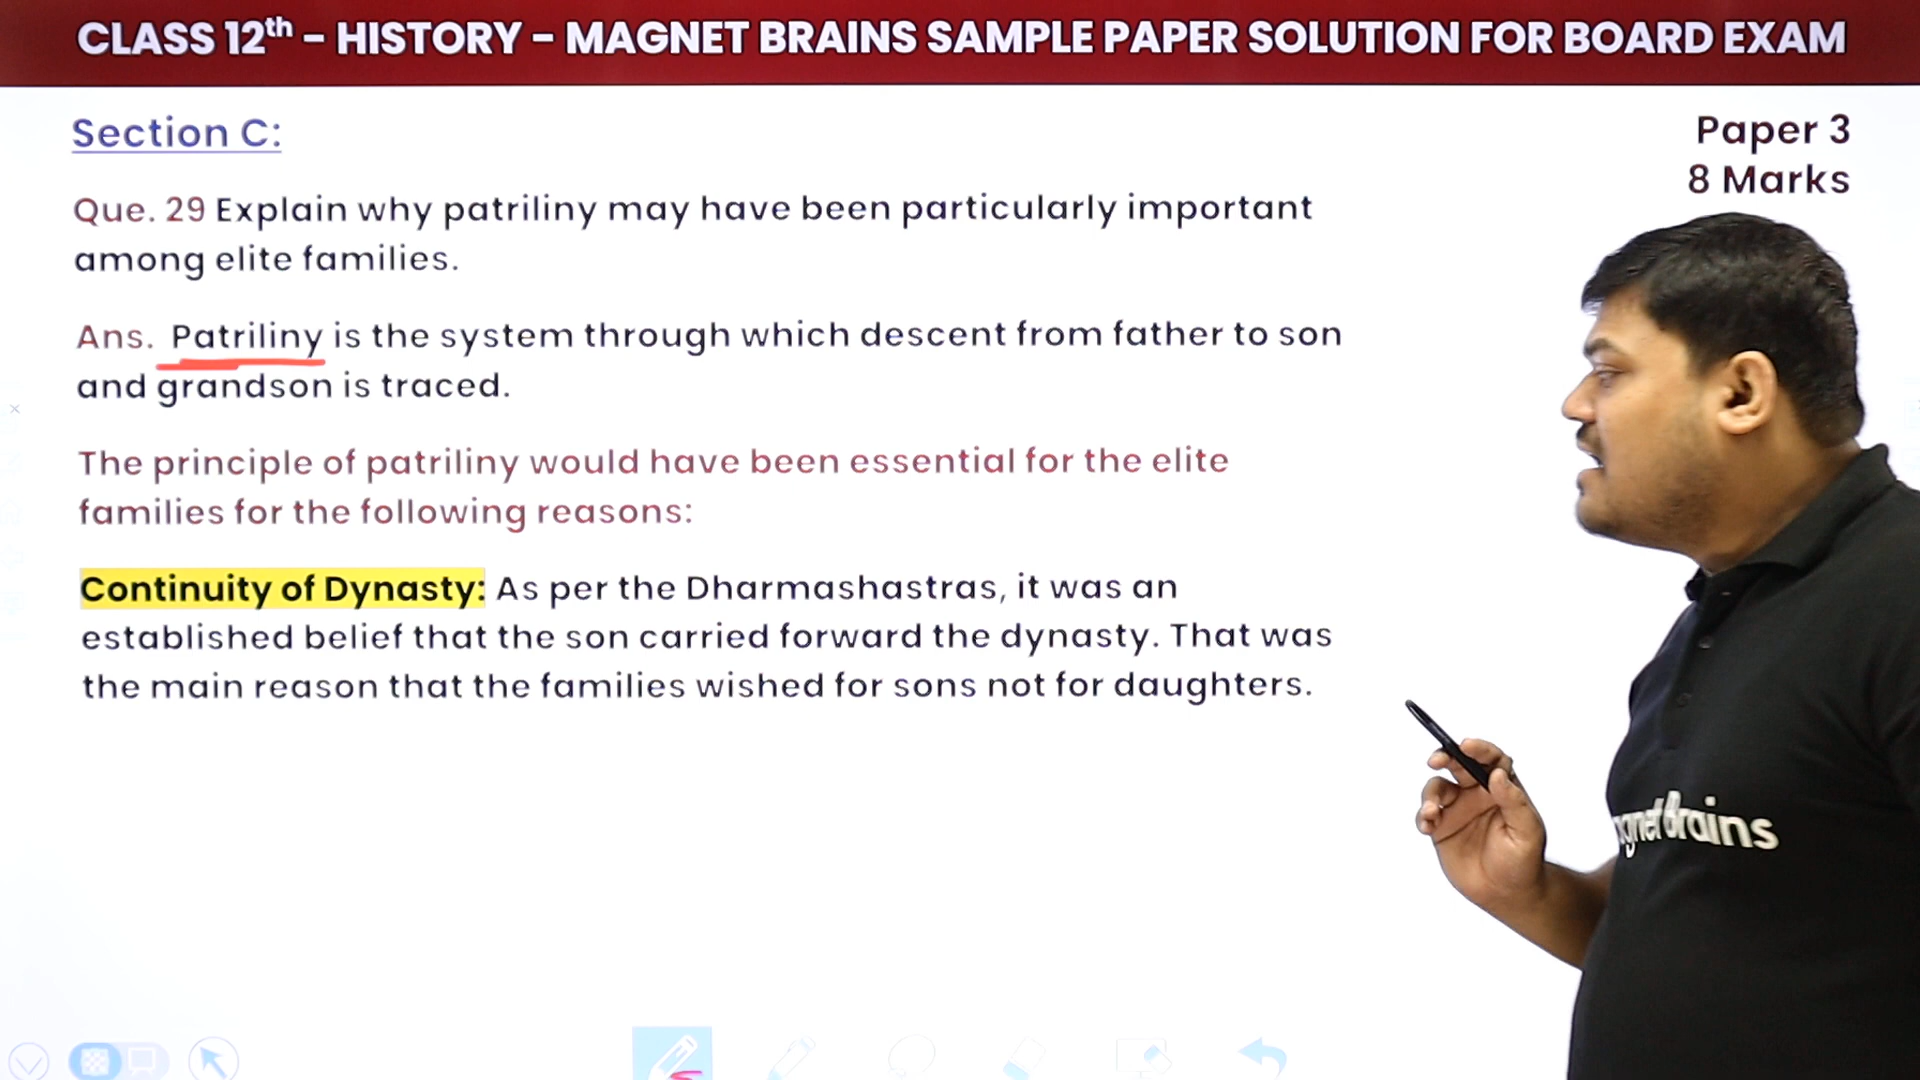 CLASS 12th – HISTORY – MAGNET BRAINS SAMPLE PAPER SOLUTION FOR BOARD EXAM
Section C:
Paper 3
8 Marks
Que. 29 Explain why patriliny may have been particularly important
among elite families.
Ans. Patriliny is the system through which descent from father to son
and grandson is traced.
The principle of patriliny would have been essential for the elite
families for the following reasons:
Continuity of Dynasty: As per the Dharmashastras, it was an
established belief that the son carried forward the dynasty. That was
the main reason that the families wished for sons not for daughters.
Brains